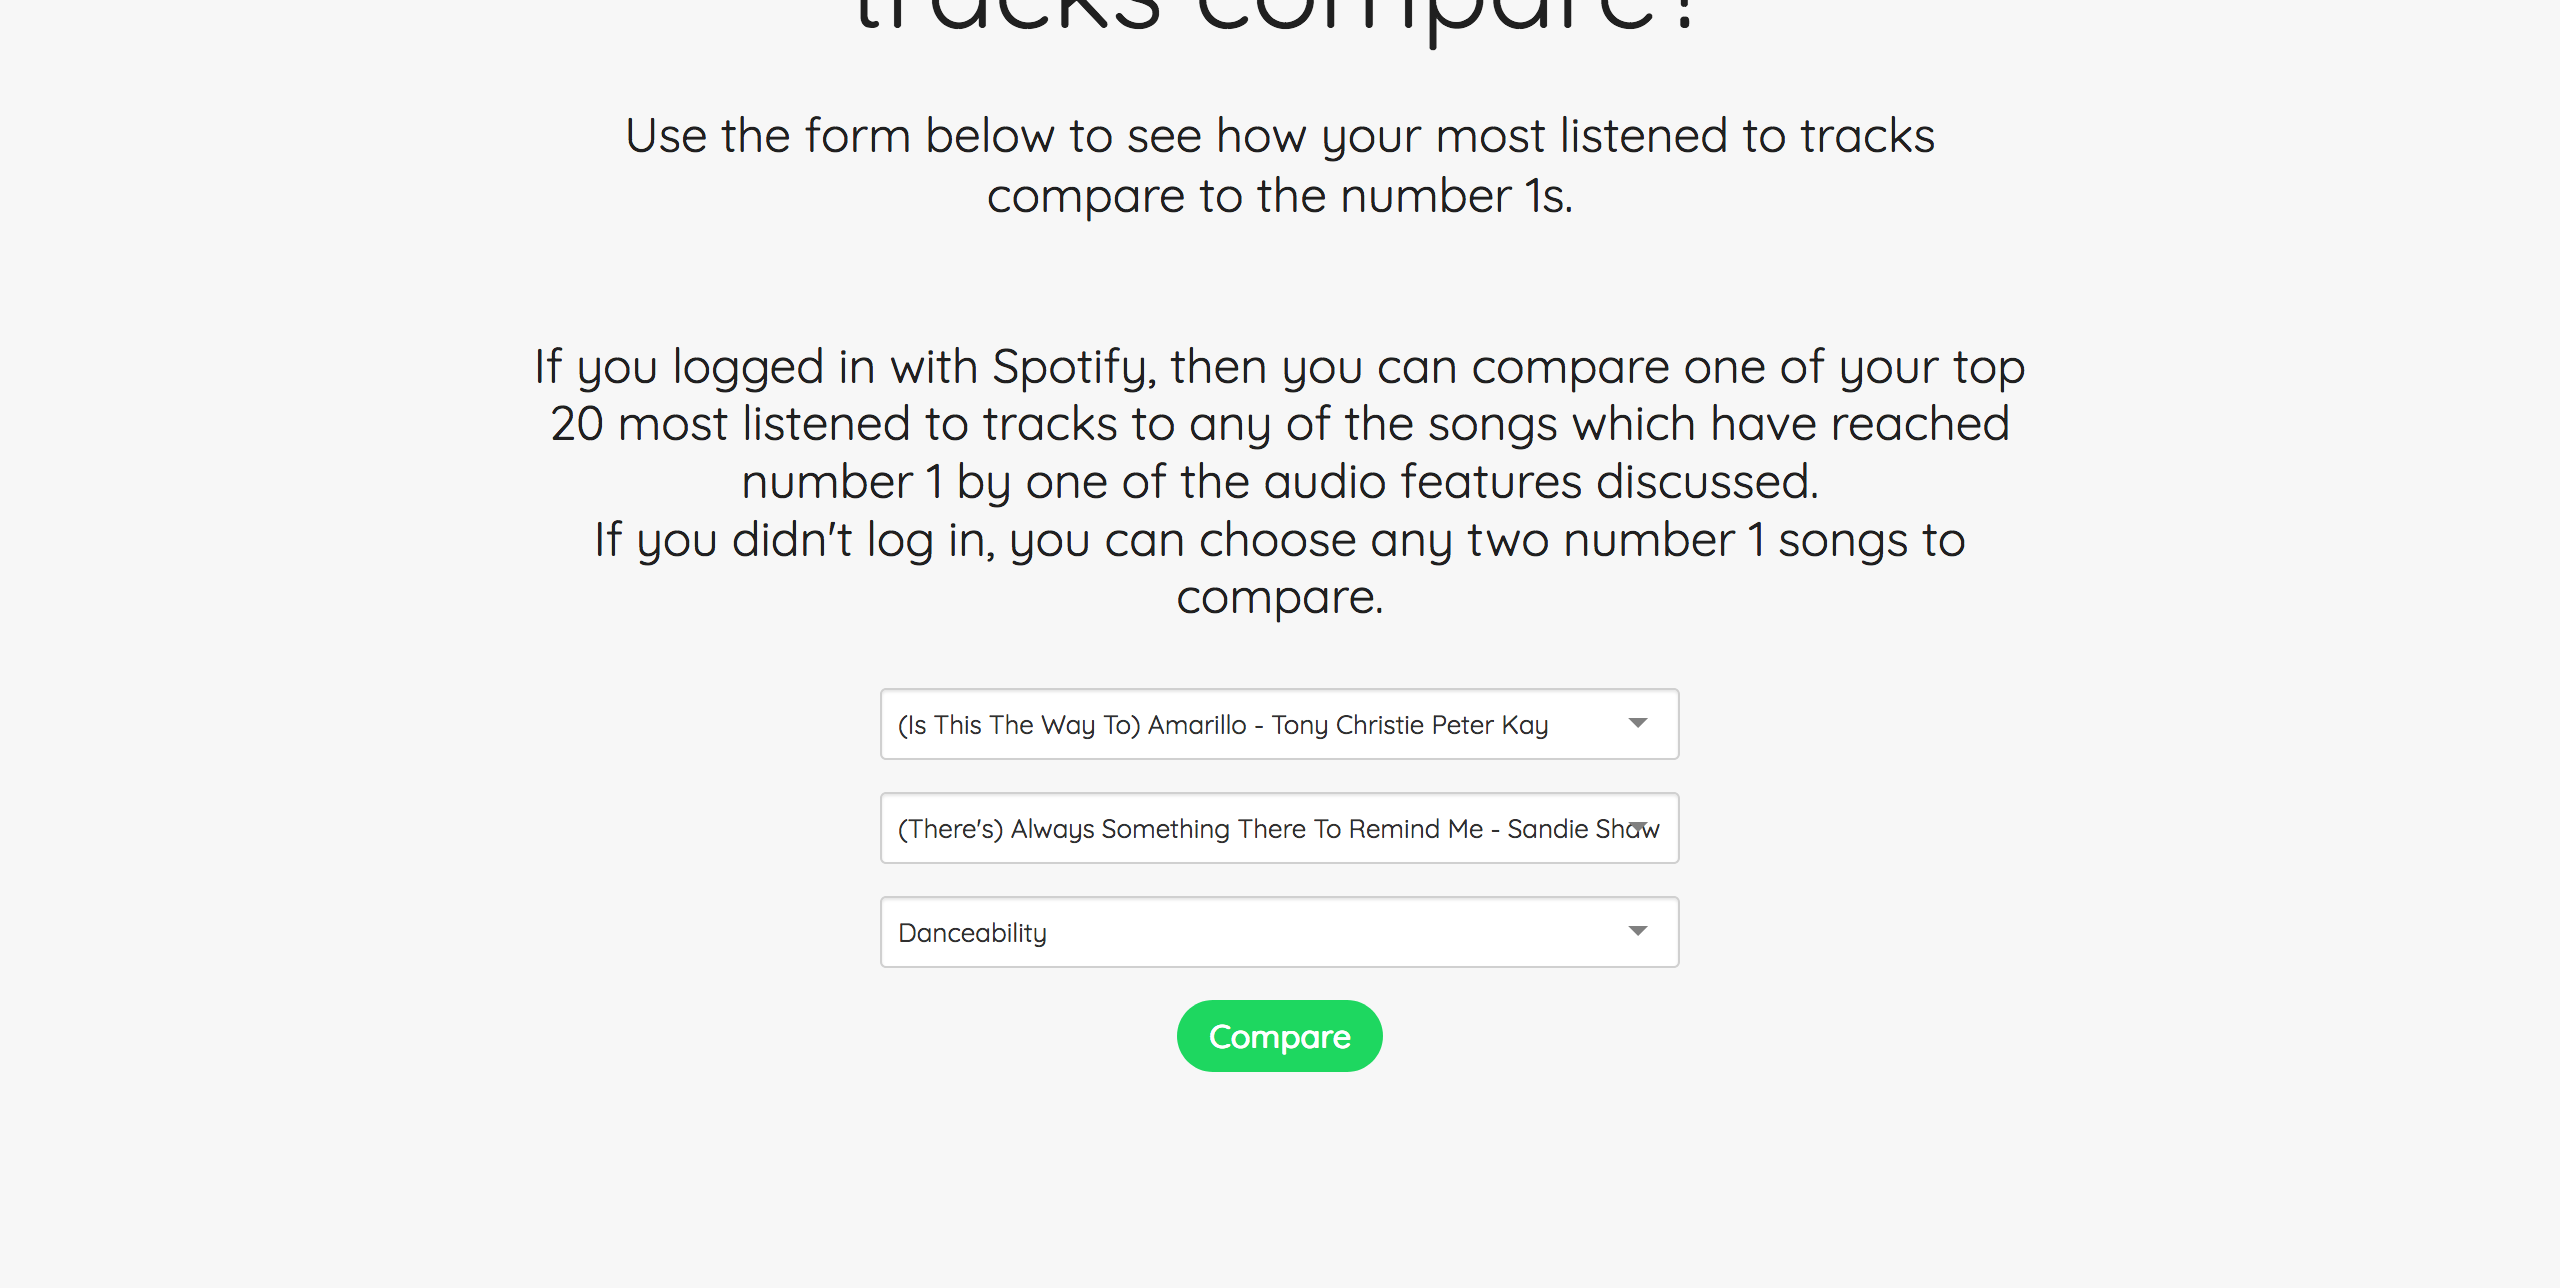 tracks compare?
Use the form below to see how your most listened to tracks
compare to the number 1s.
If you logged in with Spotify, then you can compare one of your top
20 most listened to tracks to any of the songs which have reached
number 1 by one of the audio features discussed.
If you didn't log in, you can choose any two number 1 songs to
compare.
(Is This The Way To) Amarillo - Tony Christie Peter Kay
(There's) Always Something There To Remind Me - Sandie Shaw
Danceability
Compare